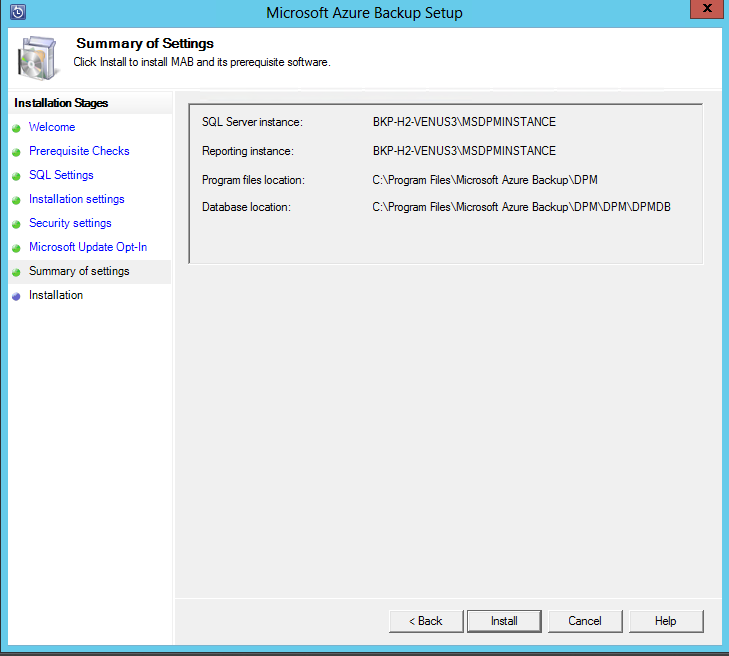 Microsoft Azure Backup Setup
x
Summary of Settings
Click Install to install MAB and its prerequisite software.
Installation Stages
Welcome
Prerequisite Checks
SQL Settings
Installation settings
Security settings
Microsoft Update Opt-In
Summary of settings
Installation
SQL Server instance: BKP-H2-VENUS3\MSDPMINSTANCE
Reporting instance: BKP-H2-VENUS3\MSDPMINSTANCE
Program files location: C:\Program Files\Microsoft Azure Backup\DPM
Database location: C:\Program Files\Microsoft Azure Backup\DPM\DPM\DPMDB
< Back Install Cancel Help